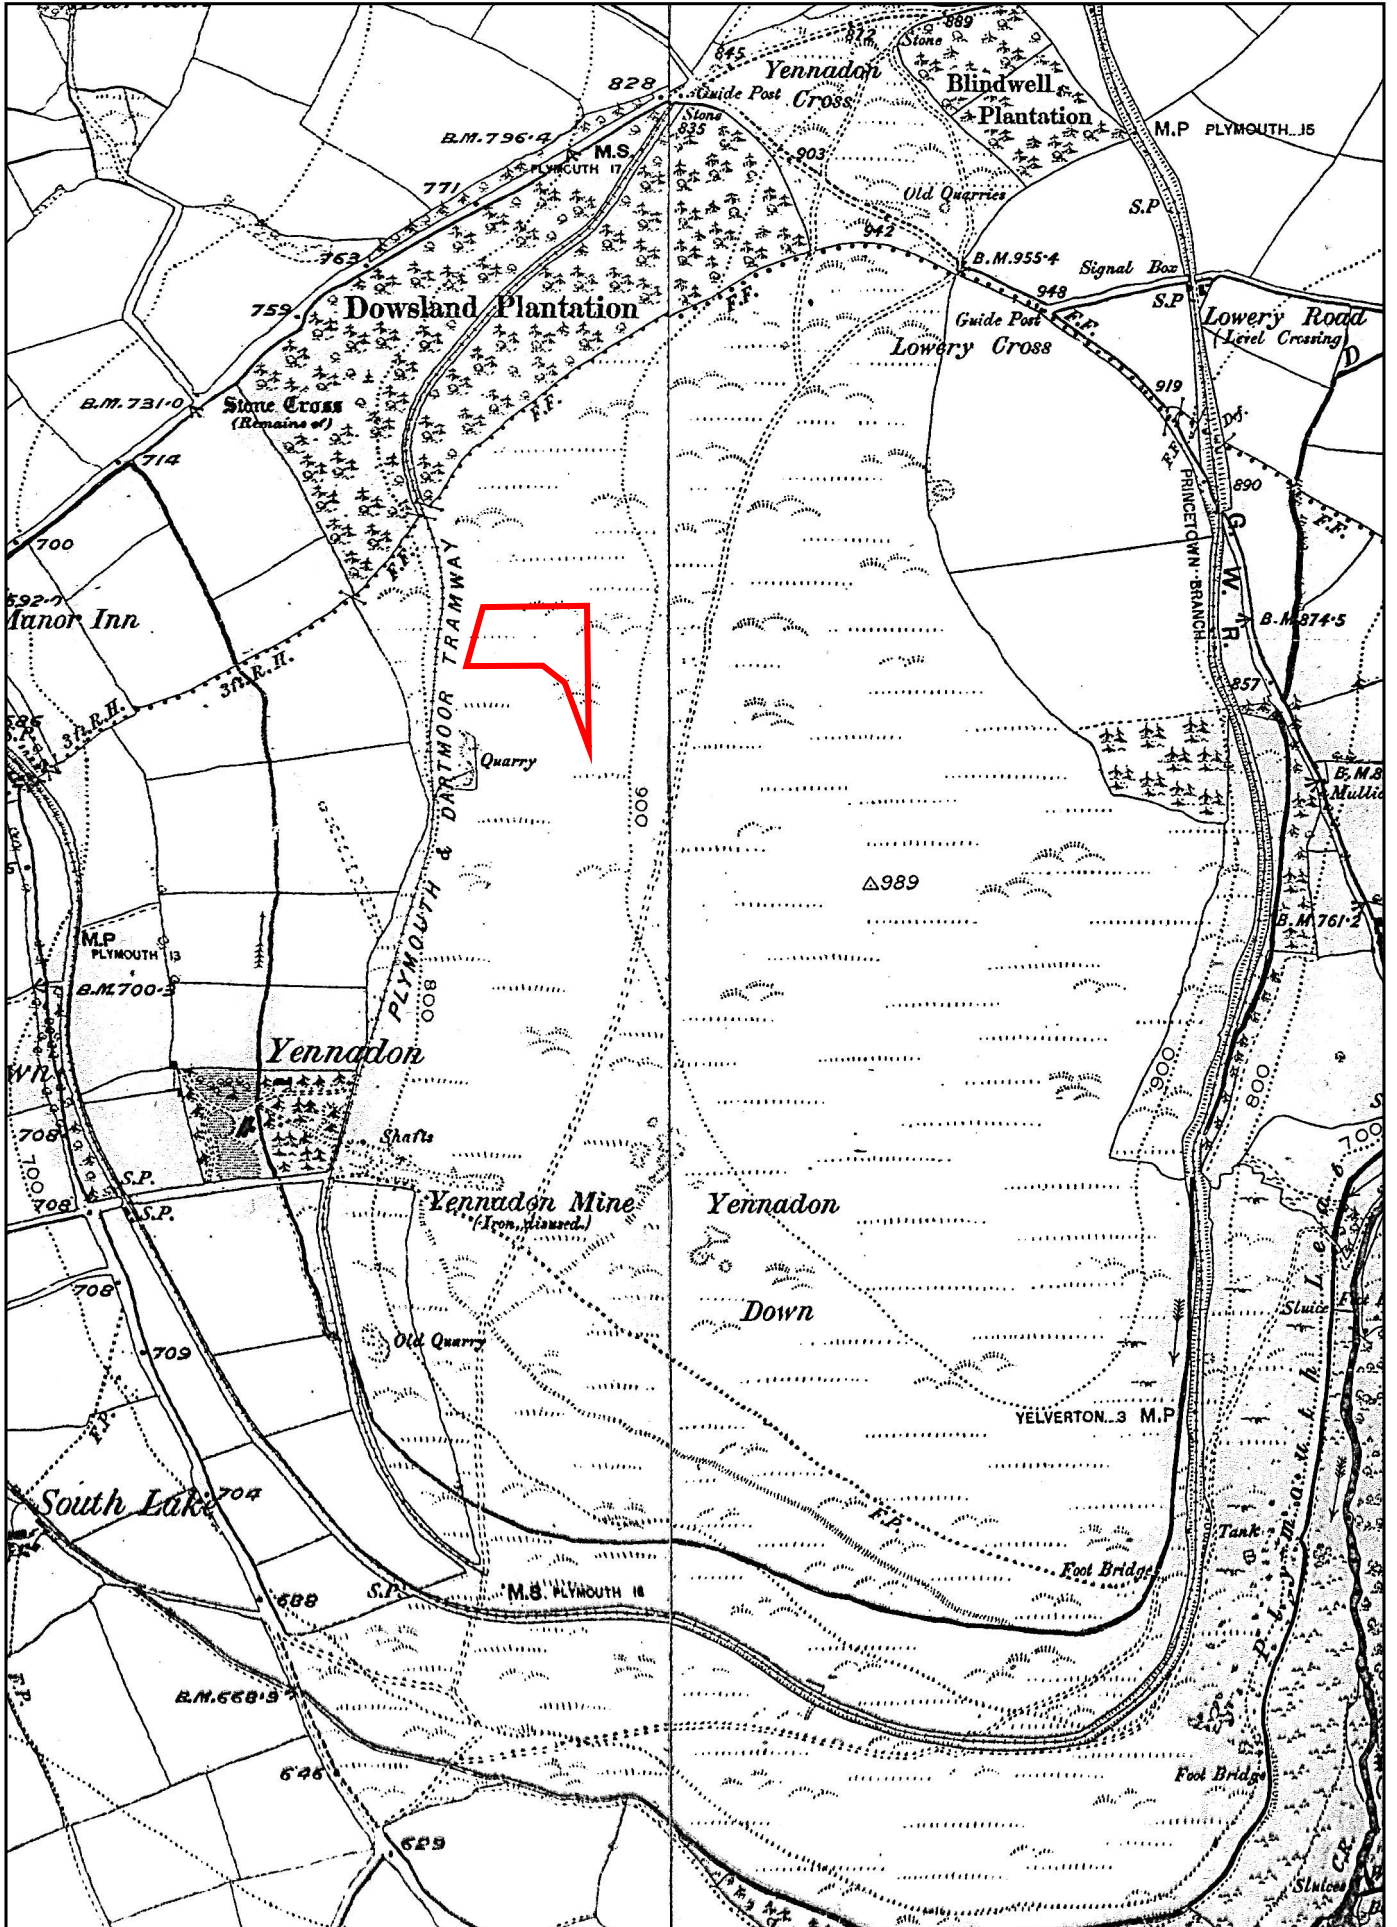 889
872
845
Stone
Yennadon
Cross
Blindwell
Plantation
828
Guide Post
Stone
835
M.P PLYMOUTH..15
B.M.796·4
M.S.
PLYMOUTH 17
903
771
Old Quarries
S.P
942
763
B.M.955·4
Signal Box
948
S.P
759
Dowsland Plantation
F.F.
Guide Post
F.F.
Lowery Road
(Level Crossing)
Lowery Cross
D
919
B.M.731·0
Stone Cross
(Remains of)
F.F.
714
F.F.
890
700
F.F.
F.F.
PRINCETOWN BRANCH
G. W. R.
592·7
Manor Inn
B.M.874·5
3ft. R.H.
857
3ft. R.H.
585
S.P.
Quarry
PLYMOUTH & DARTMOOR TRAMWAY
900
△989
M.P
PLYMOUTH 13
B.M.761·2
B.M.700·3
800
Yennadon
900
800
708
Shafts
700
700
S.P.
708
S.P.
Yennadon Mine
(Iron, disused.)
Yennadon
Down
708
Sluice
709
Old Quarry
F.P.
YELVERTON...3 M.P
Plymouth Leat
South Lake
704
F.P.
Tank
Foot Bridge
S.P.
M.S. PLYMOUTH 16
688
F.P.
B.M.668·9
646
Foot Bridge
629
C.R.
Sluices